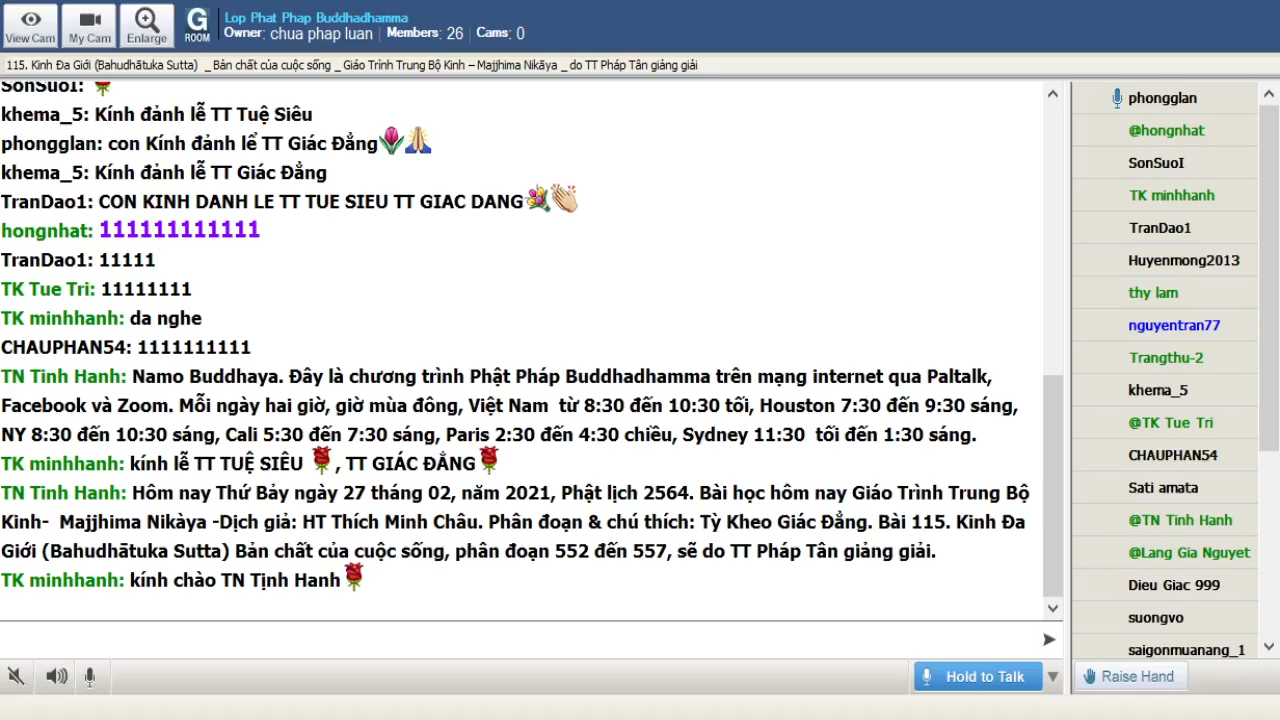 View Cam
My Cam
Enlarge
G
ROOM
Lop Phat Phap Buddhadhamma
Owner: chua phap luan | Members: 26 | Cams: 0
115. Kinh Đa Giới (Bahudhātuka Sutta) _ Bản chất của cuộc sống _ Giáo Trình Trung Bộ Kinh – Majjhima Nikāya _ do TT Pháp Tân giảng giải
SonSuoI:
khema_5: Kính đảnh lễ TT Tuệ Siêu
phongglan: con Kính đảnh lể TT Giác Đẳng
khema_5: Kính đảnh lễ TT Giác Đẳng
TranDao1: CON KINH DANH LE TT TUE SIEU TT GIAC DANG
hongnhat: 111111111111
TranDao1: 11111
TK Tue Tri: 11111111
TK minhhanh: da nghe
CHAUPHAN54: 1111111111
TN Tinh Hanh: Namo Buddhaya. Đây là chương trình Phật Pháp Buddhadhamma trên mạng internet qua Paltalk,
Facebook và Zoom. Mỗi ngày hai giờ, giờ mùa đông, Việt Nam từ 8:30 đến 10:30 tối, Houston 7:30 đến 9:30 sáng,
NY 8:30 đến 10:30 sáng, Cali 5:30 đến 7:30 sáng, Paris 2:30 đến 4:30 chiều, Sydney 11:30 tối đến 1:30 sáng.
TK minhhanh: kính lễ TT TUỆ SIÊU , TT GIÁC ĐẲNG
TN Tinh Hanh: Hôm nay Thứ Bảy ngày 27 tháng 02, năm 2021, Phật lịch 2564. Bài học hôm nay Giáo Trình Trung Bộ
Kinh- Majjhima Nikàya -Dịch giả: HT Thích Minh Châu. Phân đoạn & chú thích: Tỳ Kheo Giác Đẳng. Bài 115. Kinh Đa
Giới (Bahudhātuka Sutta) Bản chất của cuộc sống, phân đoạn 552 đến 557, sẽ do TT Pháp Tân giảng giải.
TK minhhanh: kính chào TN Tịnh Hanh
phongglan
@hongnhat
SonSuoI
TK minhhanh
TranDao1
Huyenmong2013
thy lam
nguyentran77
Trangthu-2
khema_5
@TK Tue Tri
CHAUPHAN54
Sati amata
@TN Tinh Hanh
@Lang Gia Nguyet
Dieu Giac 999
suongvo
saigonmuanang_1
Hold to Talk
Raise Hand